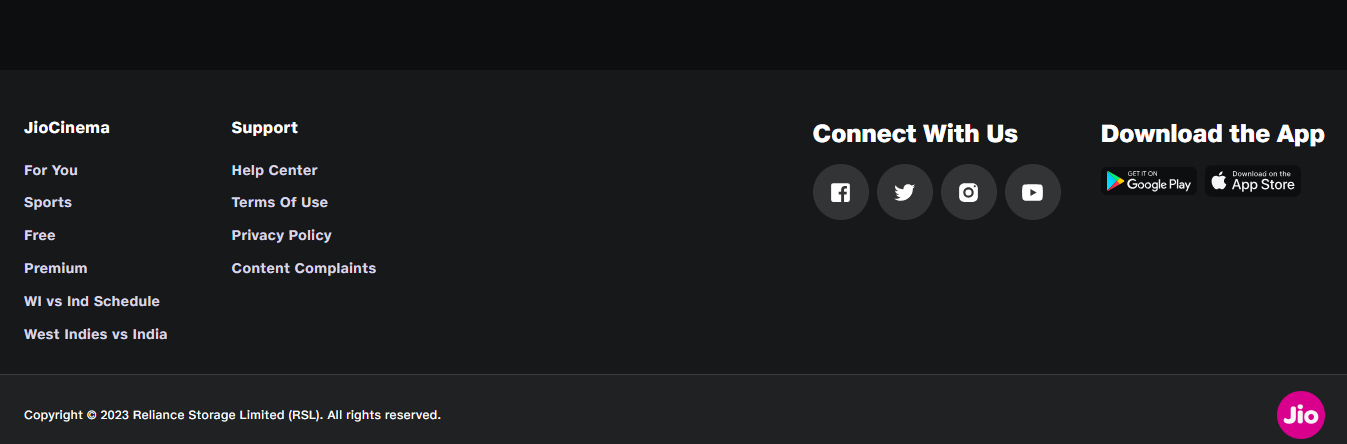 JioCinema
For You
Sports
Free
Premium
WI vs Ind Schedule
West Indies vs India
Support
Help Center
Terms Of Use
Privacy Policy
Content Complaints
Connect With Us
Download the App
GET IT ON
Google Play
Download on the
App Store
Copyright © 2023 Reliance Storage Limited (RSL). All rights reserved.
Jio